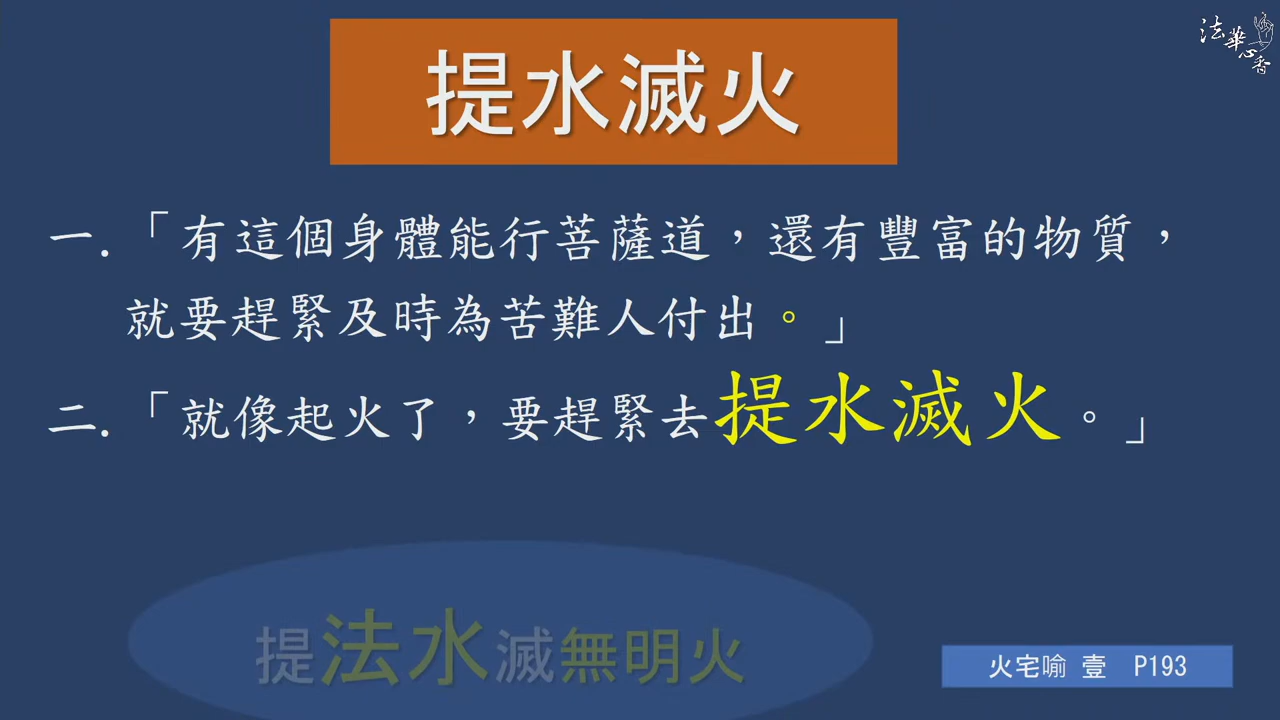 法華心香
提水滅火
一.「有這個身體能行菩薩道，還有豐富的物質，
就要趕緊及時為苦難人付出。」
二.「就像起火了，要趕緊去提水滅火。」
提法水滅無明火
火宅喻 壹 P193